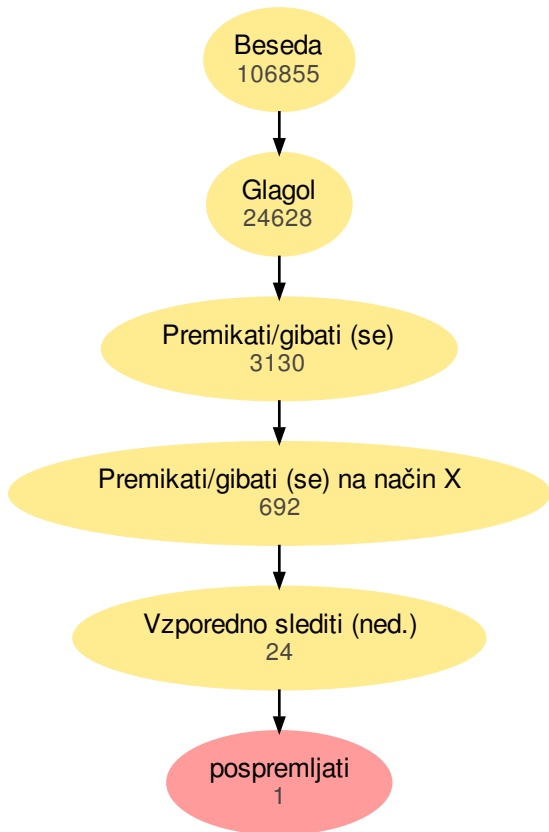 Beseda
106855
Glagol
24628
Premikati/gibati (se)
3130
Premikati/gibati (se) na način X
692
Vzporedno slediti (ned.)
24
pospremljati
1